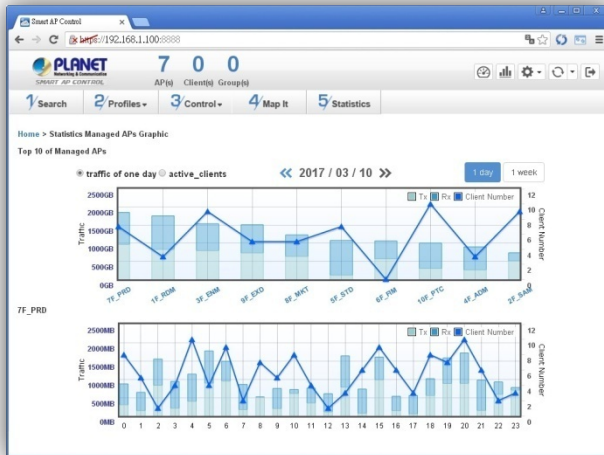 Smart AP Control
https://192.168.1.100:8888
PLANET
Networking & Communication
SMART AP CONTROL
7 0 0
AP(s) Client(s) Group(s)
1/Search 2/Profiles 3/Control 4/Map It 5/Statistics
Home > Statistics Managed APs Graphic
Top 10 of Managed APs
traffic of one day active_clients
2017 / 03 / 10
1 day 1 week
Tx Rx Client Number
Traffic
2500GB
2000GB
1500GB
1000GB
500GB
0GB
12
10
8
6
4
2
0
Client Number
7F_PRD 1F_RDM 3F_ENM 9F_EXD 8F_MKT 5F_STD 6F_FIM 10F_PTC 4F_ADM 2F_SAM
7F_PRD
Tx Rx Client Number
Traffic
2500MB
2000MB
1500MB
1000MB
500MB
0MB
12
10
8
6
4
2
0
Client Number
0 1 2 3 4 5 6 7 8 9 10 11 12 13 14 15 16 17 18 19 20 21 22 23